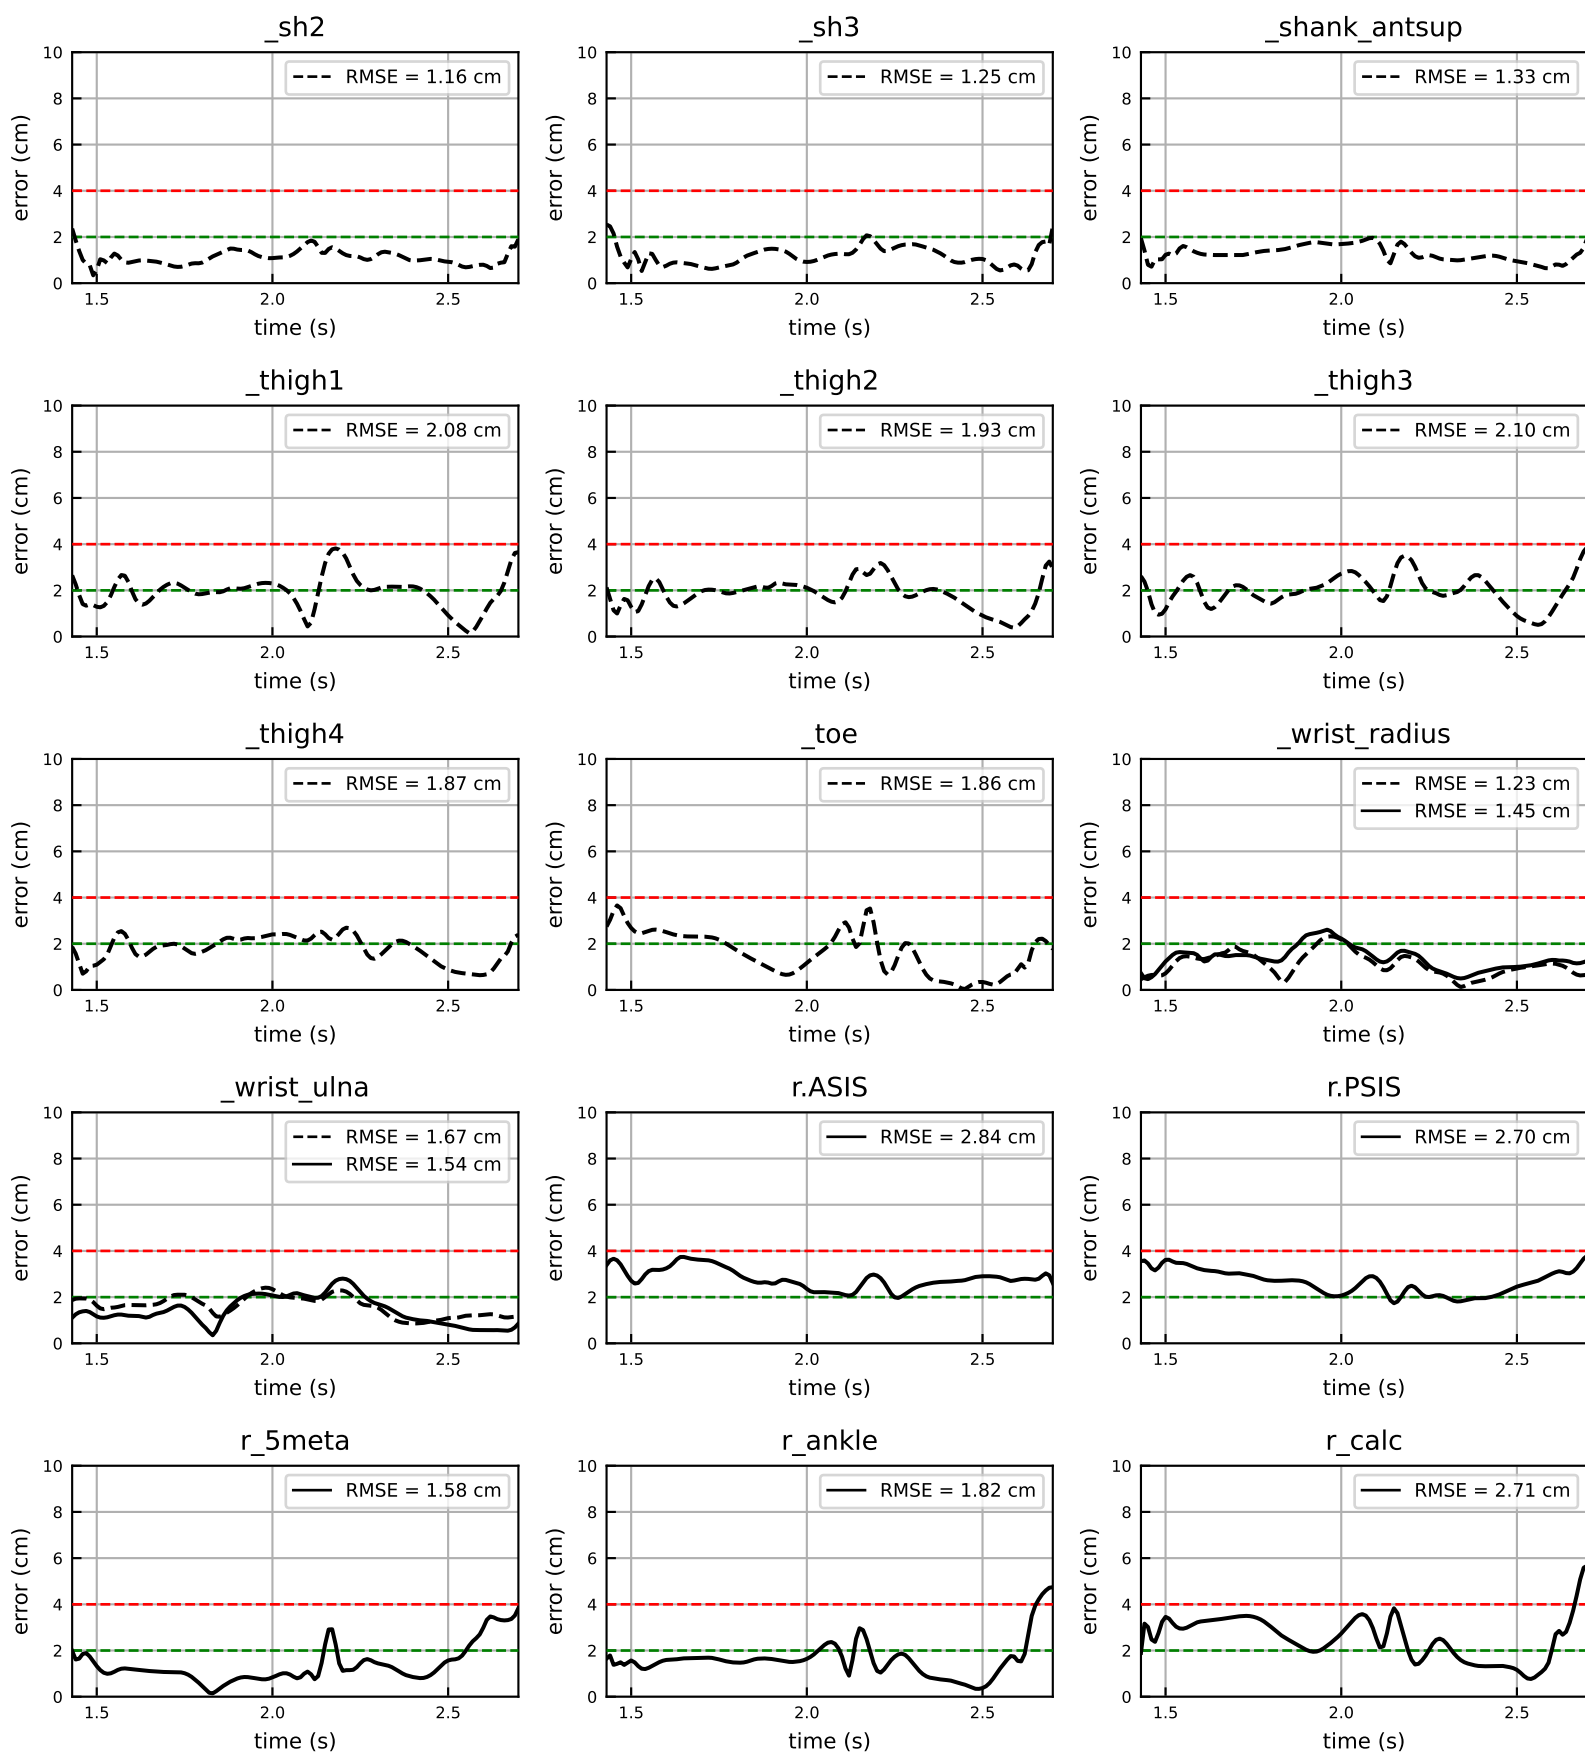 _sh2
_sh3
_shank_antsup
10
8
6
4
2
0
error (cm)
RMSE = 1.16 cm
1.5
2.0
2.5
time (s)
10
8
6
4
2
0
error (cm)
RMSE = 1.25 cm
1.5
2.0
2.5
time (s)
10
8
6
4
2
0
error (cm)
RMSE = 1.33 cm
1.5
2.0
2.5
time (s)
_thigh1
_thigh2
_thigh3
10
8
6
4
2
0
error (cm)
RMSE = 2.08 cm
1.5
2.0
2.5
time (s)
10
8
6
4
2
0
error (cm)
RMSE = 1.93 cm
1.5
2.0
2.5
time (s)
10
8
6
4
2
0
error (cm)
RMSE = 2.10 cm
1.5
2.0
2.5
time (s)
_thigh4
_toe
_wrist_radius
10
8
6
4
2
0
error (cm)
RMSE = 1.87 cm
1.5
2.0
2.5
time (s)
10
8
6
4
2
0
error (cm)
RMSE = 1.86 cm
1.5
2.0
2.5
time (s)
10
8
6
4
2
0
error (cm)
RMSE = 1.23 cm
RMSE = 1.45 cm
1.5
2.0
2.5
time (s)
_wrist_ulna
r.ASIS
r.PSIS
10
8
6
4
2
0
error (cm)
RMSE = 1.67 cm
RMSE = 1.54 cm
1.5
2.0
2.5
time (s)
10
8
6
4
2
0
error (cm)
RMSE = 2.84 cm
1.5
2.0
2.5
time (s)
10
8
6
4
2
0
error (cm)
RMSE = 2.70 cm
1.5
2.0
2.5
time (s)
r_5meta
r_ankle
r_calc
10
8
6
4
2
0
error (cm)
RMSE = 1.58 cm
1.5
2.0
2.5
time (s)
10
8
6
4
2
0
error (cm)
RMSE = 1.82 cm
1.5
2.0
2.5
time (s)
10
8
6
4
2
0
error (cm)
RMSE = 2.71 cm
1.5
2.0
2.5
time (s)